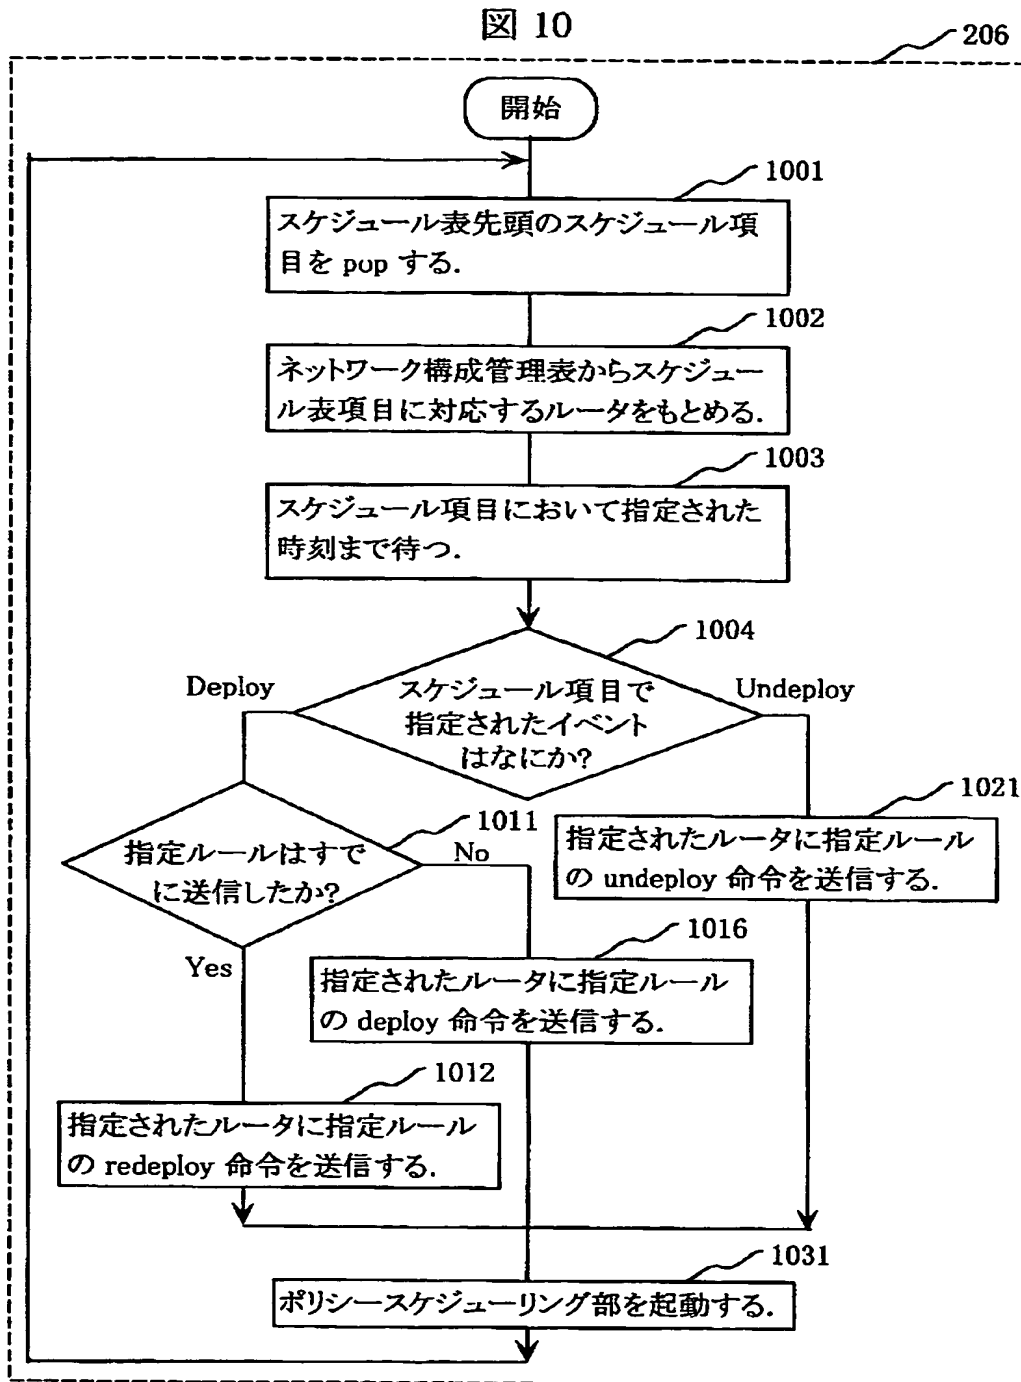 図 10
206
開始
1001
スケジュール表先頭のスケジュール項
目を pop する.
1002
ネットワーク構成管理表からスケジュー
ル表項目に対応するルータをもとめる.
1003
スケジュール項目において指定された
時刻まで待つ.
1004
Deploy
スケジュール項目で
指定されたイベント
はなにか?
Undeploy
1011
指定ルールはすで
に送信したか?
No
Yes
1021
指定されたルータに指定ルール
の undeploy 命令を送信する.
1016
指定されたルータに指定ルール
の deploy 命令を送信する.
1012
指定されたルータに指定ルール
の redeploy 命令を送信する.
1031
ポリシースケジューリング部を起動する.